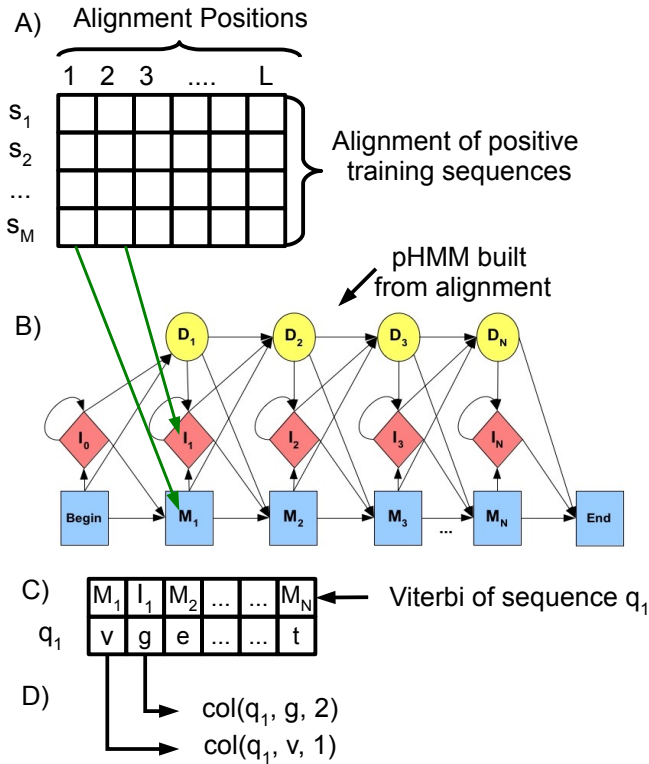 A)
Alignment Positions
1 2 3 .... L
s1
s2
...
sM
Alignment of positive
training sequences
pHMM built
from alignment
B)
D1 D2 D3 DN
I0 I1 I2 I3 IN
Begin M1 M2 M3 ... MN End
C)
M1 I1 M2 ... ... MN
Viterbi of sequence q1
q1 v g e ... ... t
D)
col(q1, g, 2)
col(q1, v, 1)